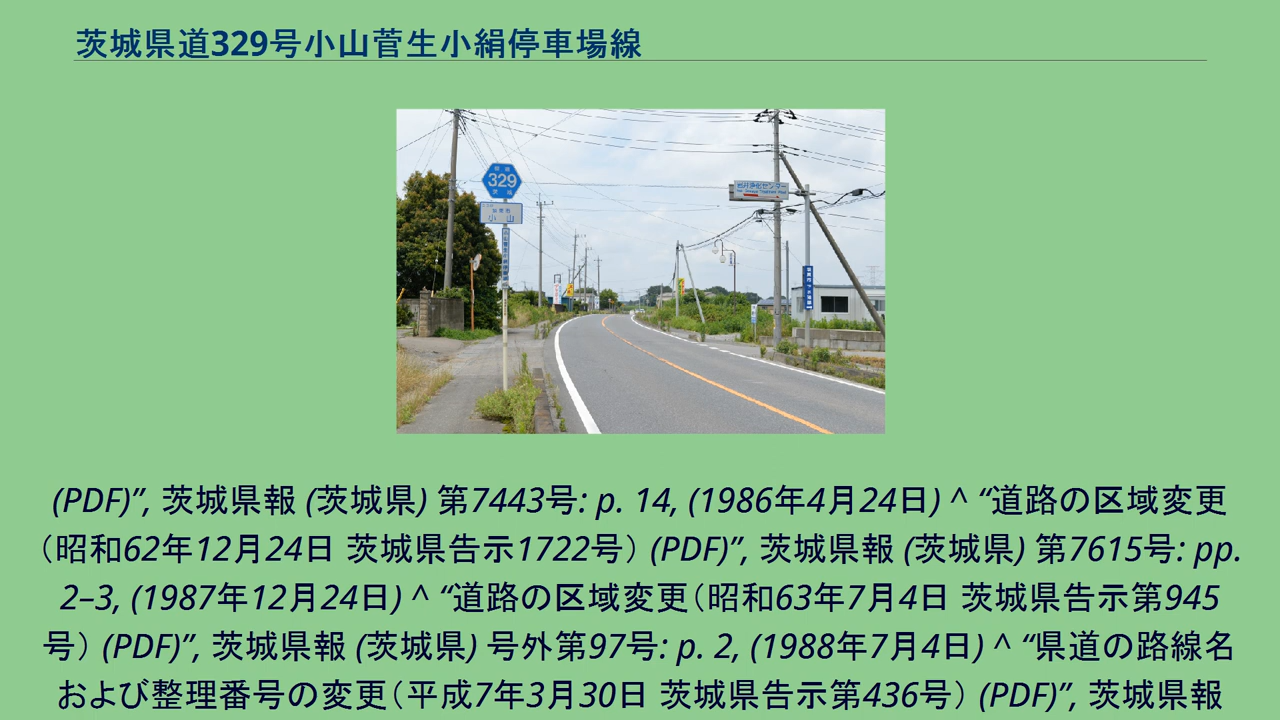 茨城県道329号小山菅生小絹停車場線
329
茨城
小山
(PDF)”, 茨城県報 (茨城県) 第7443号: p. 14, (1986年4月24日) ^ “道路の区域変更
（昭和62年12月24日 茨城県告示1722号）(PDF)”, 茨城県報 (茨城県) 第7615号: pp.
2–3, (1987年12月24日) ^ “道路の区域変更（昭和63年7月4日 茨城県告示第945
号）(PDF)”, 茨城県報 (茨城県) 号外第97号: p. 2, (1988年7月4日) ^ “県道の路線名
および整理番号の変更（平成7年3月30日 茨城県告示第436号）(PDF)”, 茨城県報